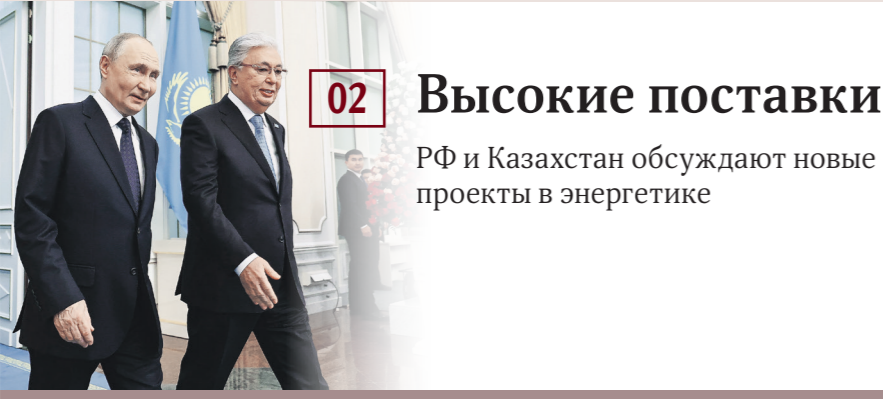 02
Высокие поставки
РФ и Казахстан обсуждают новые
проекты в энергетике